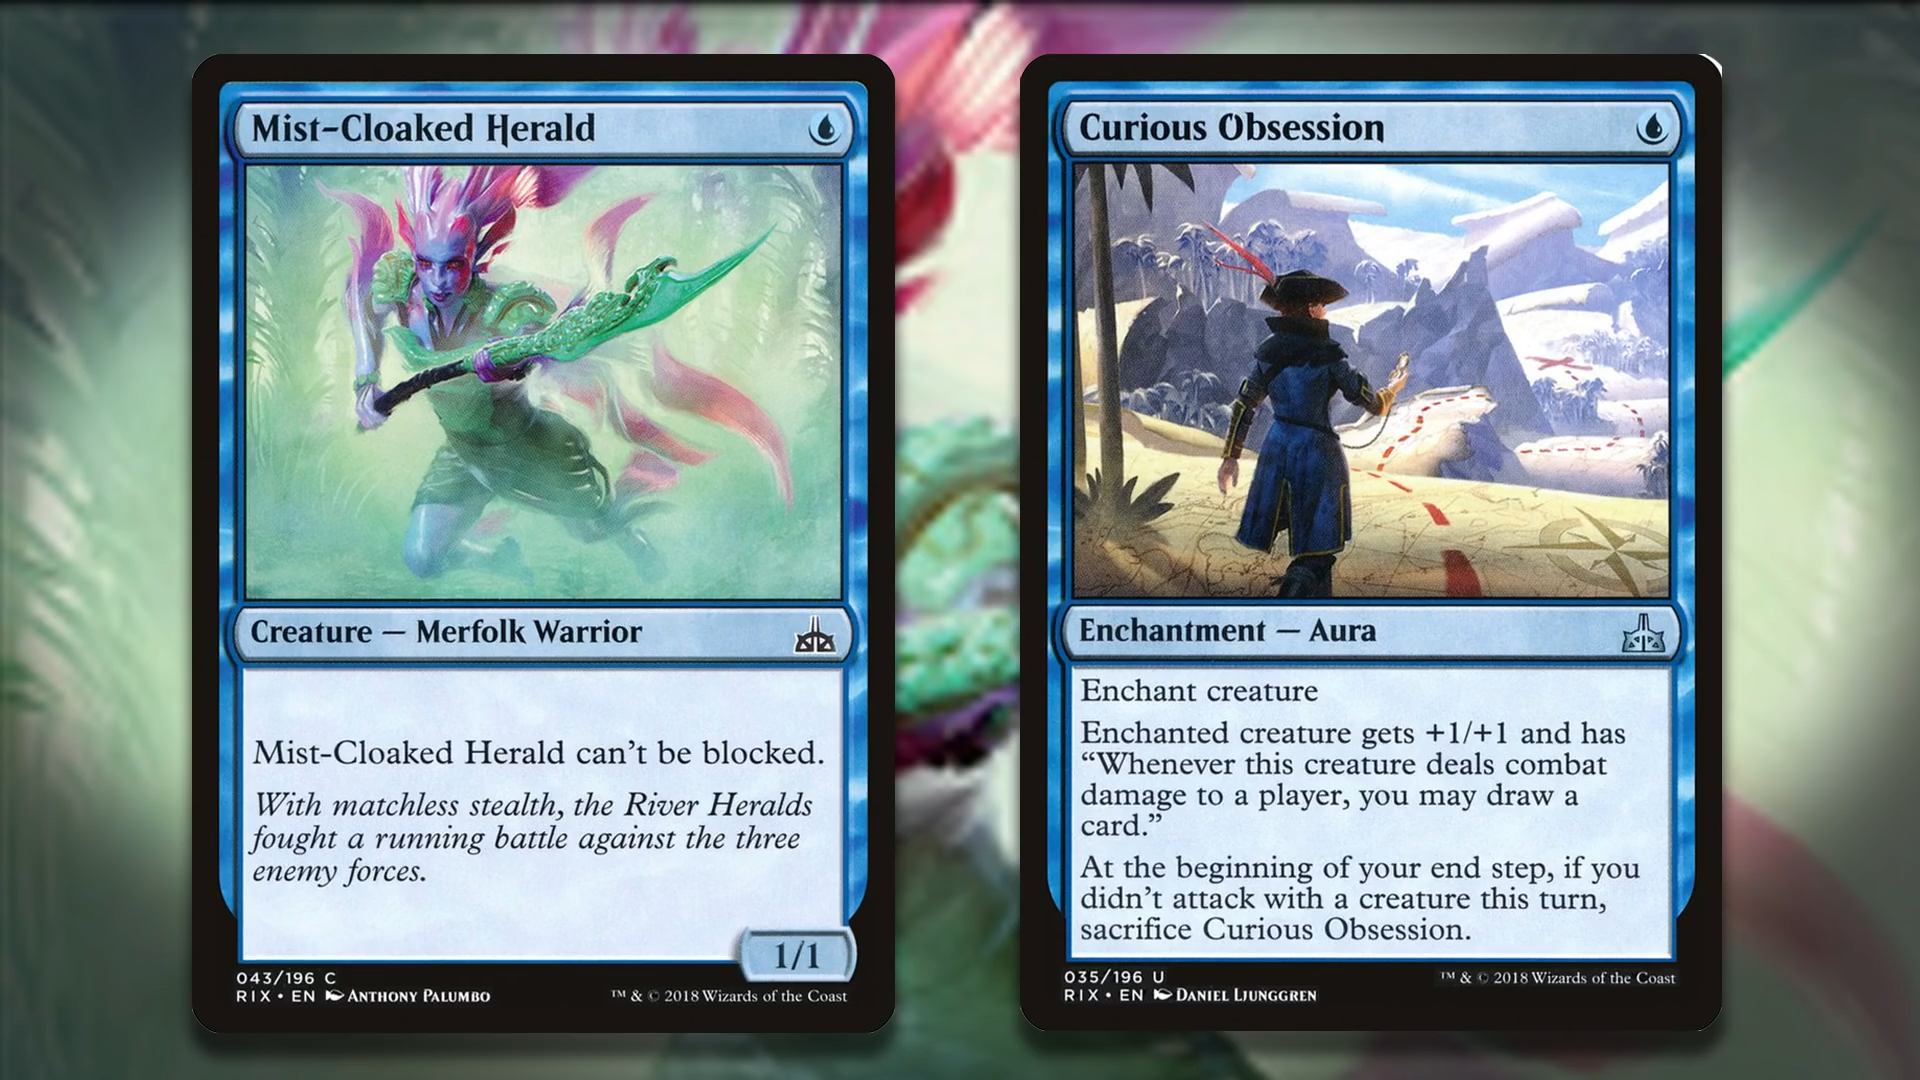 Mist-Cloaked Herald
Creature — Merfolk Warrior
Mist-Cloaked Herald can't be blocked.
With matchless stealth, the River Heralds
fought a running battle against the three
enemy forces.
1/1
043/196 C
RIX • EN Anthony Palumbo
™ & © 2018 Wizards of the Coast
Curious Obsession
Enchantment — Aura
Enchant creature
Enchanted creature gets +1/+1 and has
“Whenever this creature deals combat
damage to a player, you may draw a
card.”
At the beginning of your end step, if you
didn't attack with a creature this turn,
sacrifice Curious Obsession.
035/196 U
RIX • EN Daniel Ljunggren
™ & © 2018 Wizards of the Coast